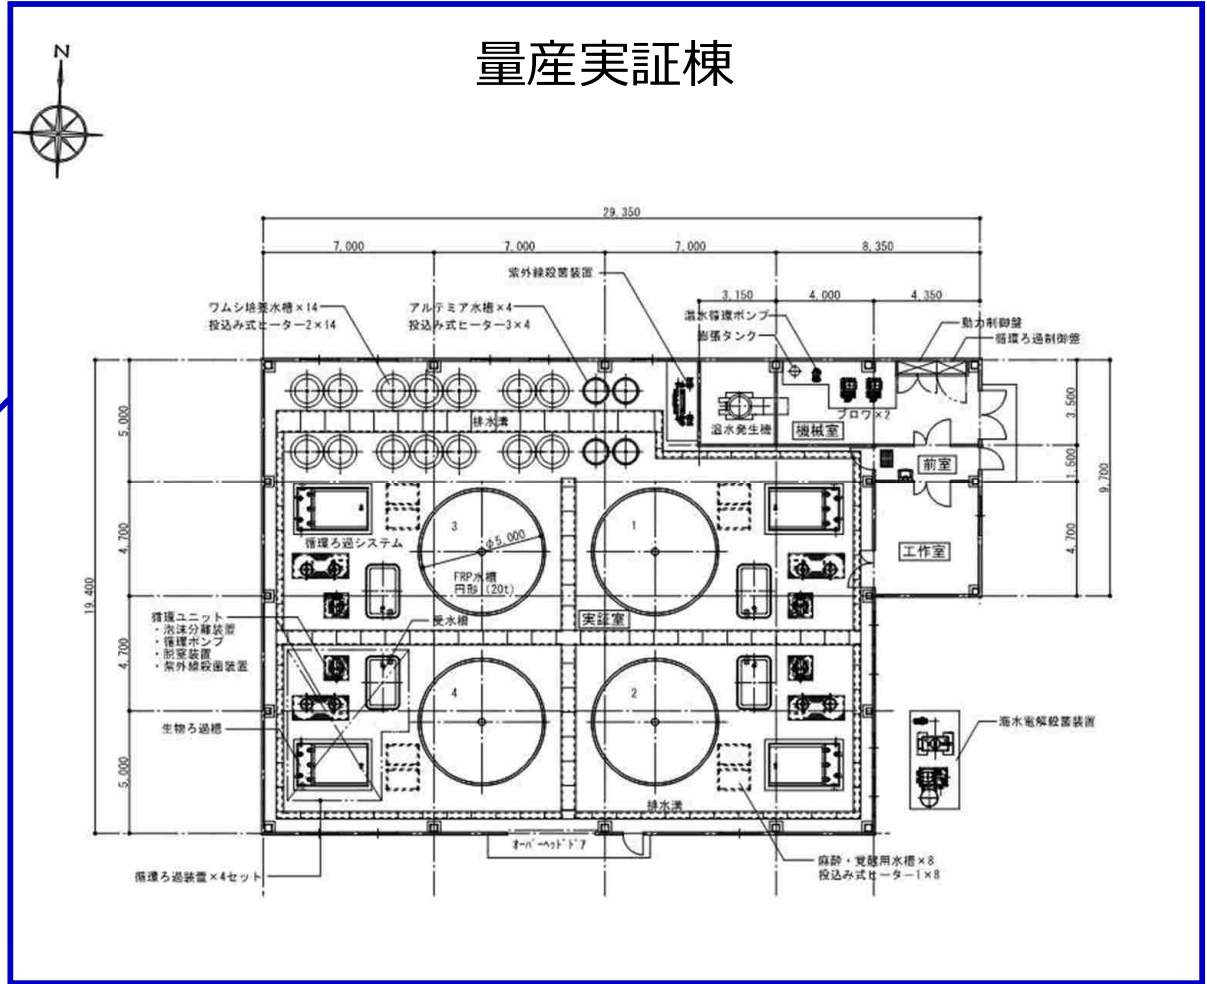 量産実証棟
N
29,350
7,000
7,000
7,000
8,350
紫外線殺菌装置
3,150
4,000
4,350
ワムシ培養水槽×14
投込み式ヒーター2×14
アルテミア水槽×4
投込み式ヒーター3×4
温水循環ポンプ
膨張タンク
動力制御盤
循環ろ過制御盤
排水溝
温水発生機
ブロワ×2
機械室
前室
工作室
5,000
4,700
4,700
5,000
19,400
3,500
1,500
4,700
9,700
循環ろ過システム
3
φ5,000
FRP水槽
円形 (20t)
1
実証室
循環ユニット
・泡沫分離装置
・循環ポンプ
・脱窒装置
・紫外線殺菌装置
受水槽
4
2
生物ろ過槽
海水電解殺菌装置
排水溝
オーバーヘッドドア
循環ろ過装置×4セット
麻酔・覚醒用水槽×8
投込み式ヒーター1×8